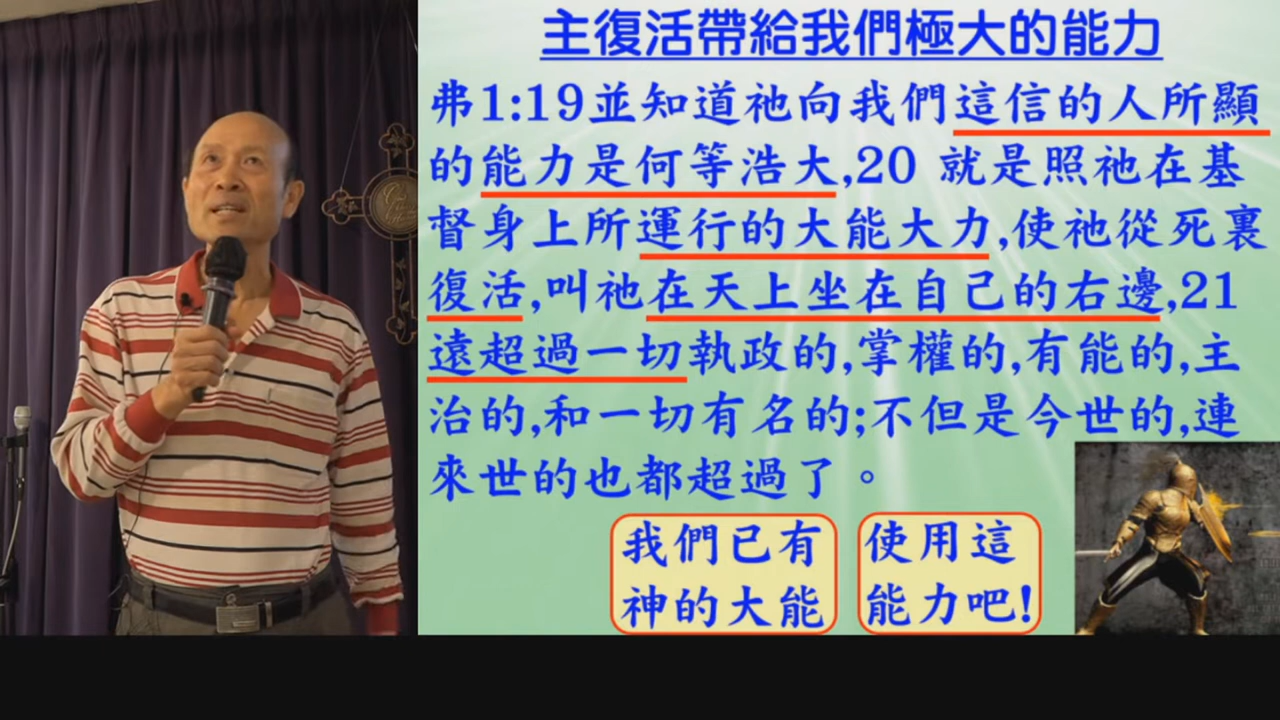 主復活帶給我們極大的能力
弗1:19並知道祂向我們這信的人所顯
的能力是何等浩大,20 就是照祂在基
督身上所運行的大能大力,使祂從死裏
復活,叫祂在天上坐在自己的右邊,21
遠超過一切執政的,掌權的,有能的,主
治的,和一切有名的;不但是今世的,連
來世的也都超過了。
我們已有
神的大能
使用這
能力吧!